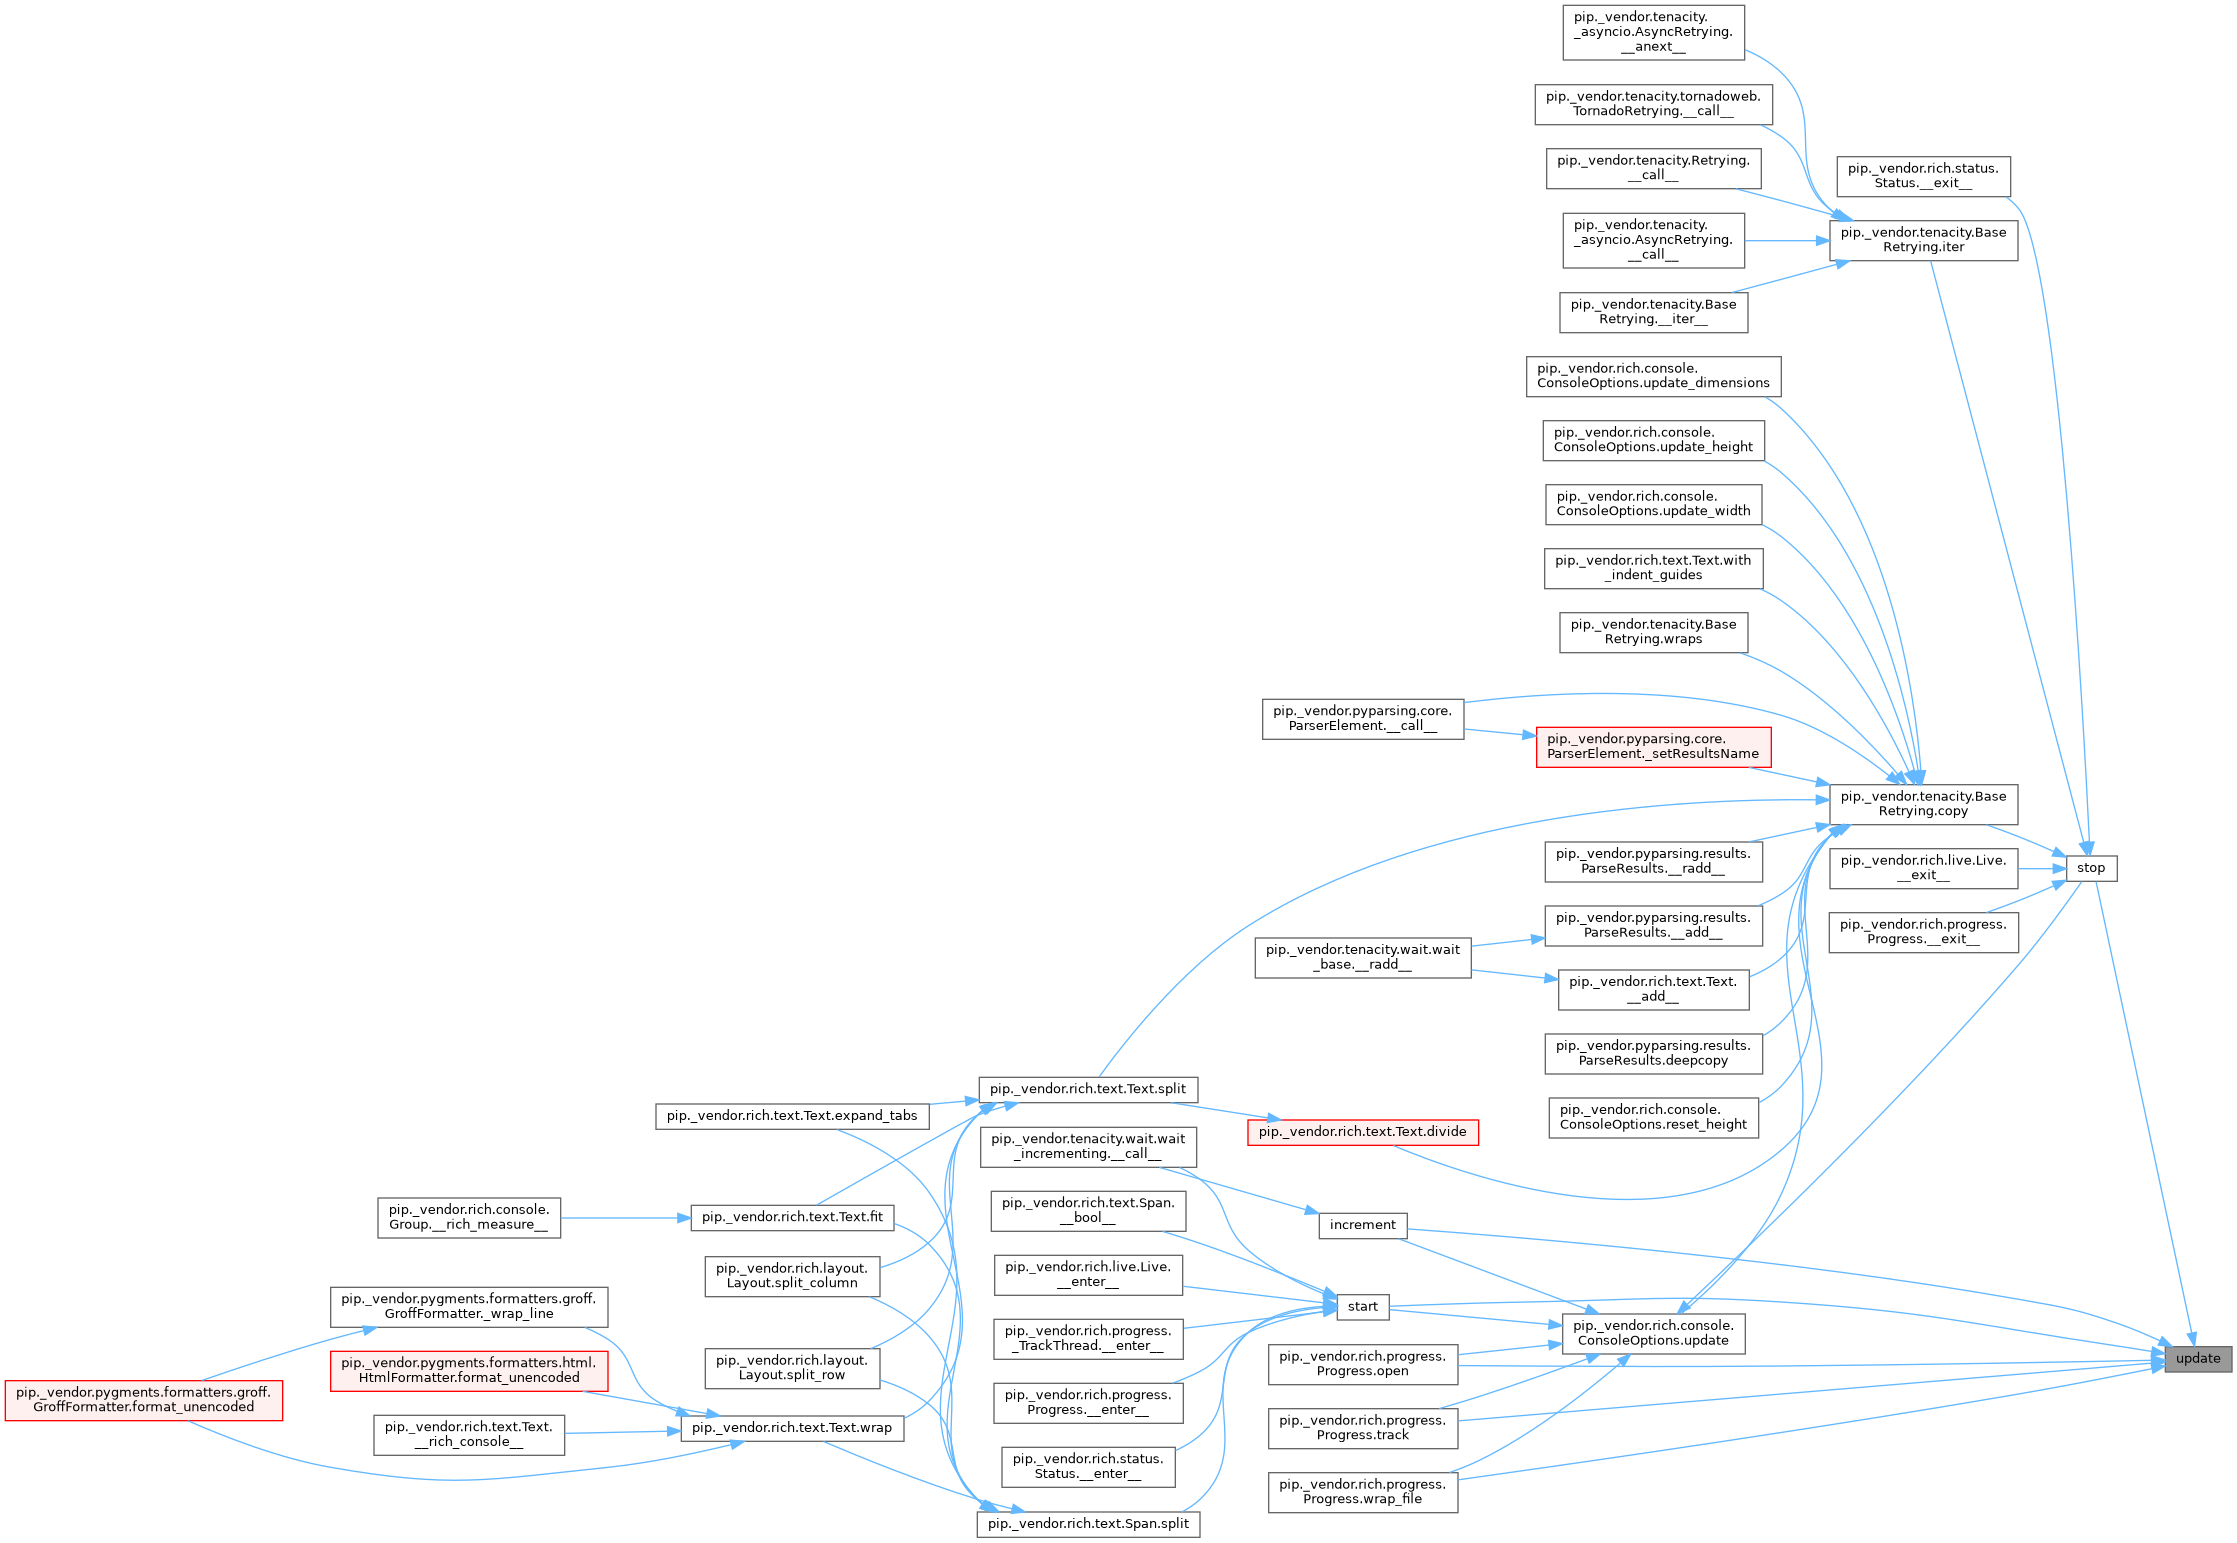 pip._vendor.tenacity.
_asyncio.AsyncRetrying.
__anext__
pip._vendor.tenacity.tornadoweb.
TornadoRetrying.__call__
pip._vendor.tenacity.Retrying.
__call__
pip._vendor.rich.status.
Status.__exit__
pip._vendor.tenacity.
_asyncio.AsyncRetrying.
__call__
pip._vendor.tenacity.Base
Retrying.iter
pip._vendor.tenacity.Base
Retrying.__iter__
pip._vendor.rich.console.
ConsoleOptions.update_dimensions
pip._vendor.rich.console.
ConsoleOptions.update_height
pip._vendor.rich.console.
ConsoleOptions.update_width
pip._vendor.rich.text.Text.with
_indent_guides
pip._vendor.tenacity.Base
Retrying.wraps
pip._vendor.pyparsing.core.
ParserElement.__call__
pip._vendor.pyparsing.core.
ParserElement._setResultsName
pip._vendor.tenacity.Base
Retrying.copy
pip._vendor.pyparsing.results.
ParseResults.__radd__
pip._vendor.rich.live.Live.
__exit__
stop
pip._vendor.pyparsing.results.
ParseResults.__add__
pip._vendor.rich.progress.
Progress.__exit__
pip._vendor.tenacity.wait.wait
_base.__radd__
pip._vendor.rich.text.Text.
__add__
pip._vendor.pyparsing.results.
ParseResults.deepcopy
pip._vendor.rich.text.Text.split
pip._vendor.rich.text.Text.expand_tabs
pip._vendor.rich.console.
ConsoleOptions.reset_height
pip._vendor.rich.text.Text.divide
pip._vendor.tenacity.wait.wait
_incrementing.__call__
pip._vendor.rich.console.
Group.__rich_measure__
pip._vendor.rich.text.Text.fit
pip._vendor.rich.text.Span.
__bool__
increment
pip._vendor.rich.layout.
Layout.split_column
pip._vendor.rich.live.Live.
__enter__
pip._vendor.pygments.formatters.groff.
GroffFormatter._wrap_line
start
pip._vendor.rich.console.
ConsoleOptions.update
pip._vendor.rich.progress.
_TrackThread.__enter__
update
pip._vendor.pygments.formatters.html.
HtmlFormatter.format_unencoded
pip._vendor.rich.layout.
Layout.split_row
pip._vendor.rich.progress.
Progress.open
pip._vendor.pygments.formatters.groff.
GroffFormatter.format_unencoded
pip._vendor.rich.progress.
Progress.__enter__
pip._vendor.rich.text.Text.
__rich_console__
pip._vendor.rich.text.Text.wrap
pip._vendor.rich.progress.
Progress.track
pip._vendor.rich.status.
Status.__enter__
pip._vendor.rich.progress.
Progress.wrap_file
pip._vendor.rich.text.Span.split